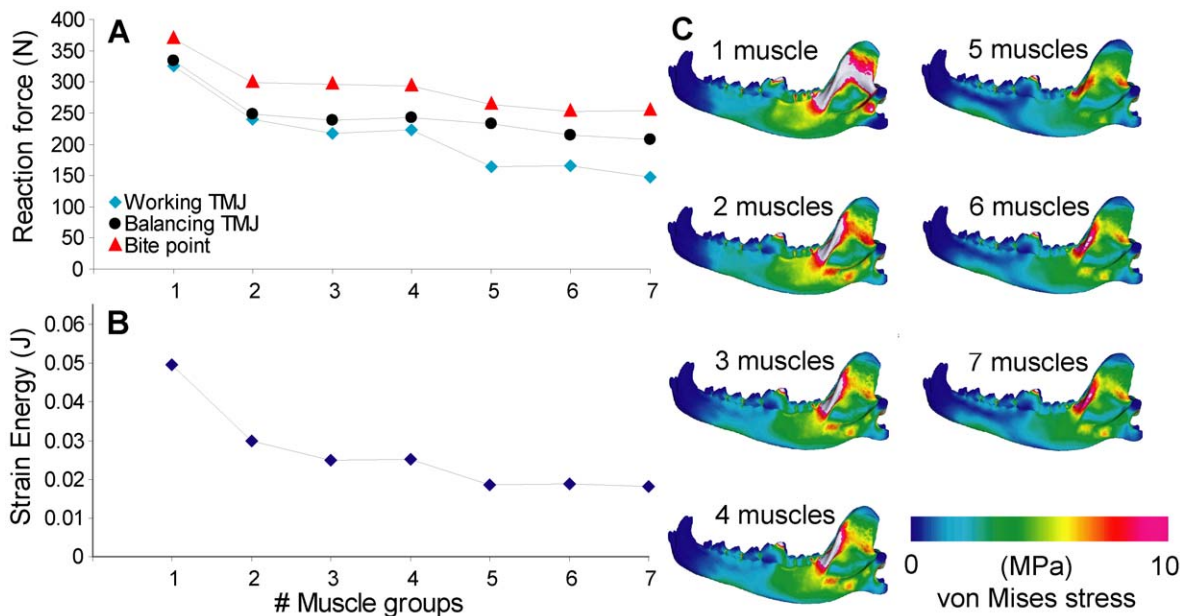 A
Reaction force (N)
400
350
300
250
200
150
100
50
0
Working TMJ
Balancing TMJ
Bite point
1 2 3 4 5 6 7
B
Strain Energy (J)
0.06
0.05
0.04
0.03
0.02
0.01
0
1 2 3 4 5 6 7
# Muscle groups
C
1 muscle
5 muscles
2 muscles
6 muscles
3 muscles
7 muscles
4 muscles
0 (MPa) 10
von Mises stress